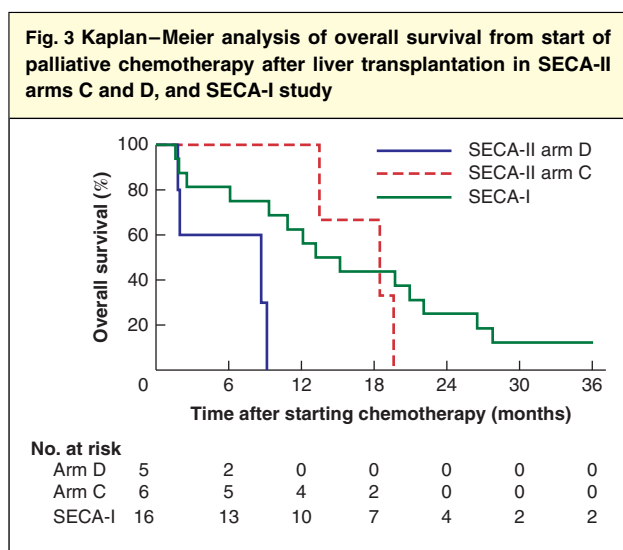 Fig. 3 Kaplan–Meier analysis of overall survival from start of
palliative chemotherapy after liver transplantation in SECA-II
arms C and D, and SECA-I study
100
80
60
40
20
0
Overall survival (%)
SECA-II arm D
SECA-II arm C
SECA-I
6 12 18 24 30 36
Time after starting chemotherapy (months)
No. at risk
Arm D 5 2 0 0 0 0 0
Arm C 6 5 4 2 0 0 0
SECA-I 16 13 10 7 4 2 2